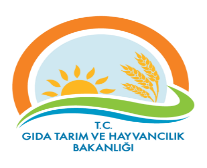 T.C.
GIDA TARIM VE HAYVANCILIK
BAKANLIĞI